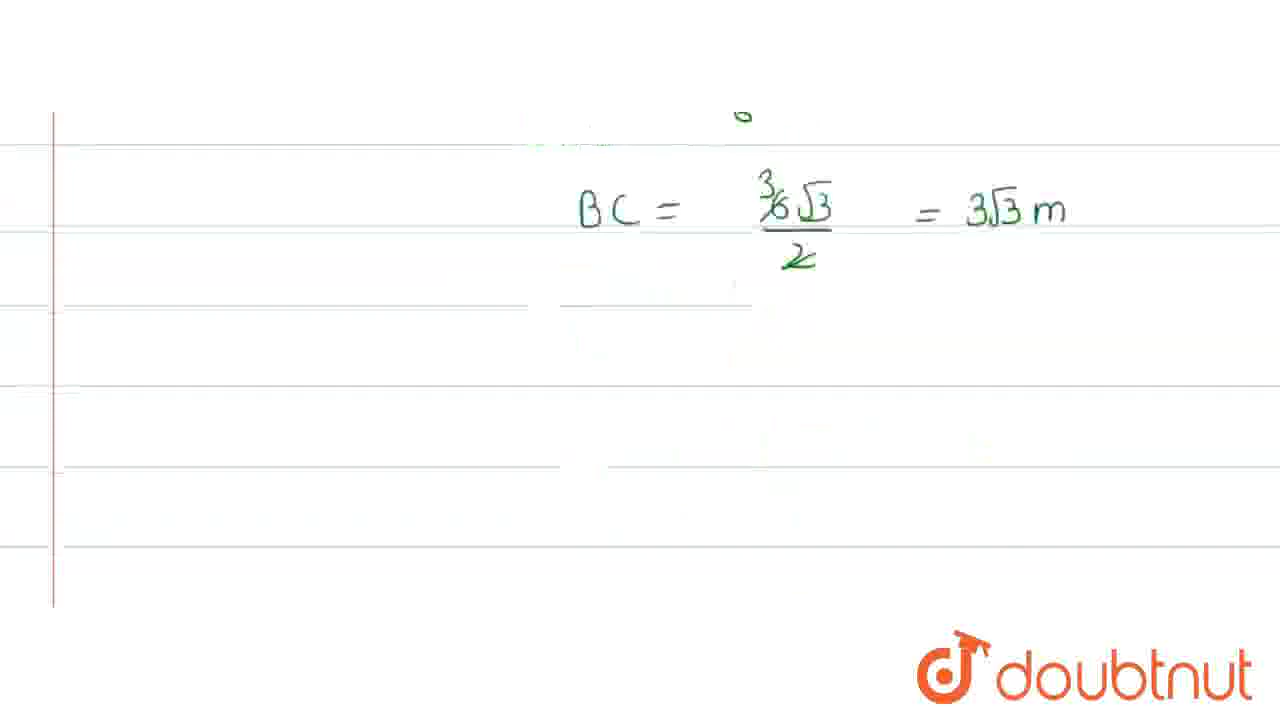 BC = 6√3/2 = 3√3 m
3
doubtnut